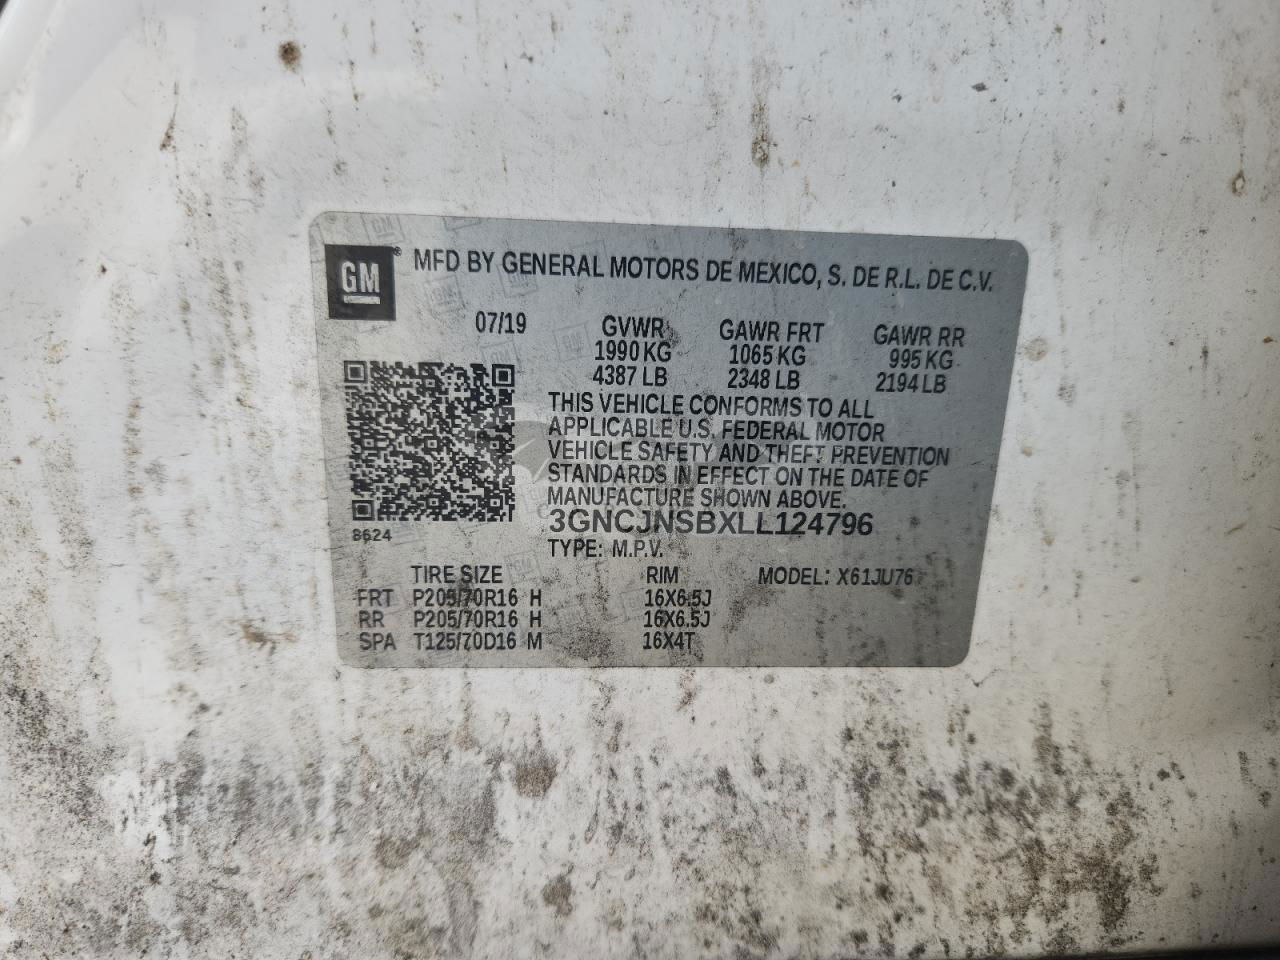 GM
MFD BY GENERAL MOTORS DE MEXICO, S. DE R.L. DE C.V.
07/19 GVWR GAWR FRT GAWR RR
1990 KG 1065 KG 995 KG
4387 LB 2348 LB 2194 LB
THIS VEHICLE CONFORMS TO ALL
APPLICABLE U.S. FEDERAL MOTOR
VEHICLE SAFETY AND THEFT PREVENTION
STANDARDS IN EFFECT ON THE DATE OF
MANUFACTURE SHOWN ABOVE.
3GNCJNSBXLL124796
8624
TYPE: M.P.V.
TIRE SIZE RIM MODEL: X61JU76
FRT P205/70R16 H 16X6.5J
RR P205/70R16 H 16X6.5J
SPA T125/70D16 M 16X4T